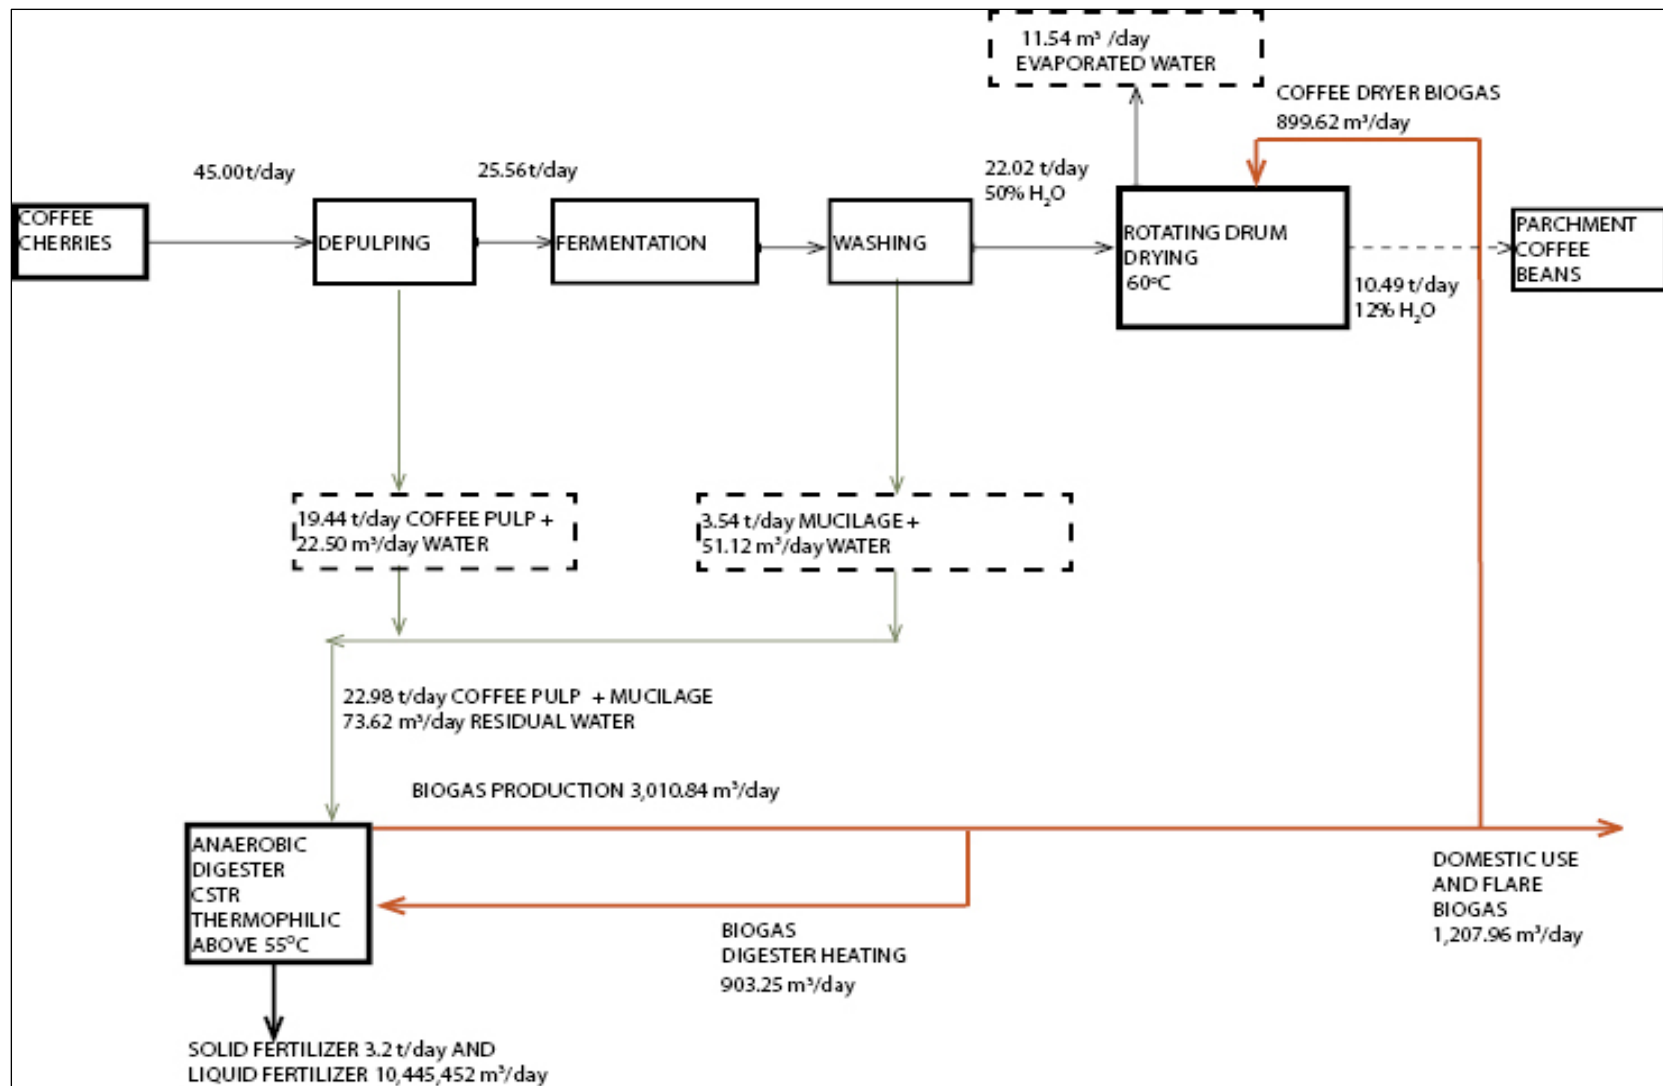 11.54 m³ /day
EVAPORATED WATER
COFFEE DRYER BIOGAS
899.62 m³/day
45.00 t/day
25.56 t/day
22.02 t/day
50% H₂O
COFFEE
CHERRIES
DEPULPING
FERMENTATION
WASHING
ROTATING DRUM
DRYING
60ºC
PARCHMENT
COFFEE
BEANS
10.49 t/day
12% H₂O
19.44 t/day COFFEE PULP +
22.50 m³/day WATER
3.54 t/day MUCILAGE +
51.12 m³/day WATER
22.98 t/day COFFEE PULP + MUCILAGE
73.62 m³/day RESIDUAL WATER
BIOGAS PRODUCTION 3,010.84 m³/day
ANAEROBIC
DIGESTER
CSTR
THERMOPHILIC
ABOVE 55⁰C
BIOGAS
DIGESTER HEATING
903.25 m³/day
DOMESTIC USE
AND FLARE
BIOGAS
1,207.96 m³/day
SOLID FERTILIZER 3.2 t/day AND
LIQUID FERTILIZER 10,445,452 m³/day